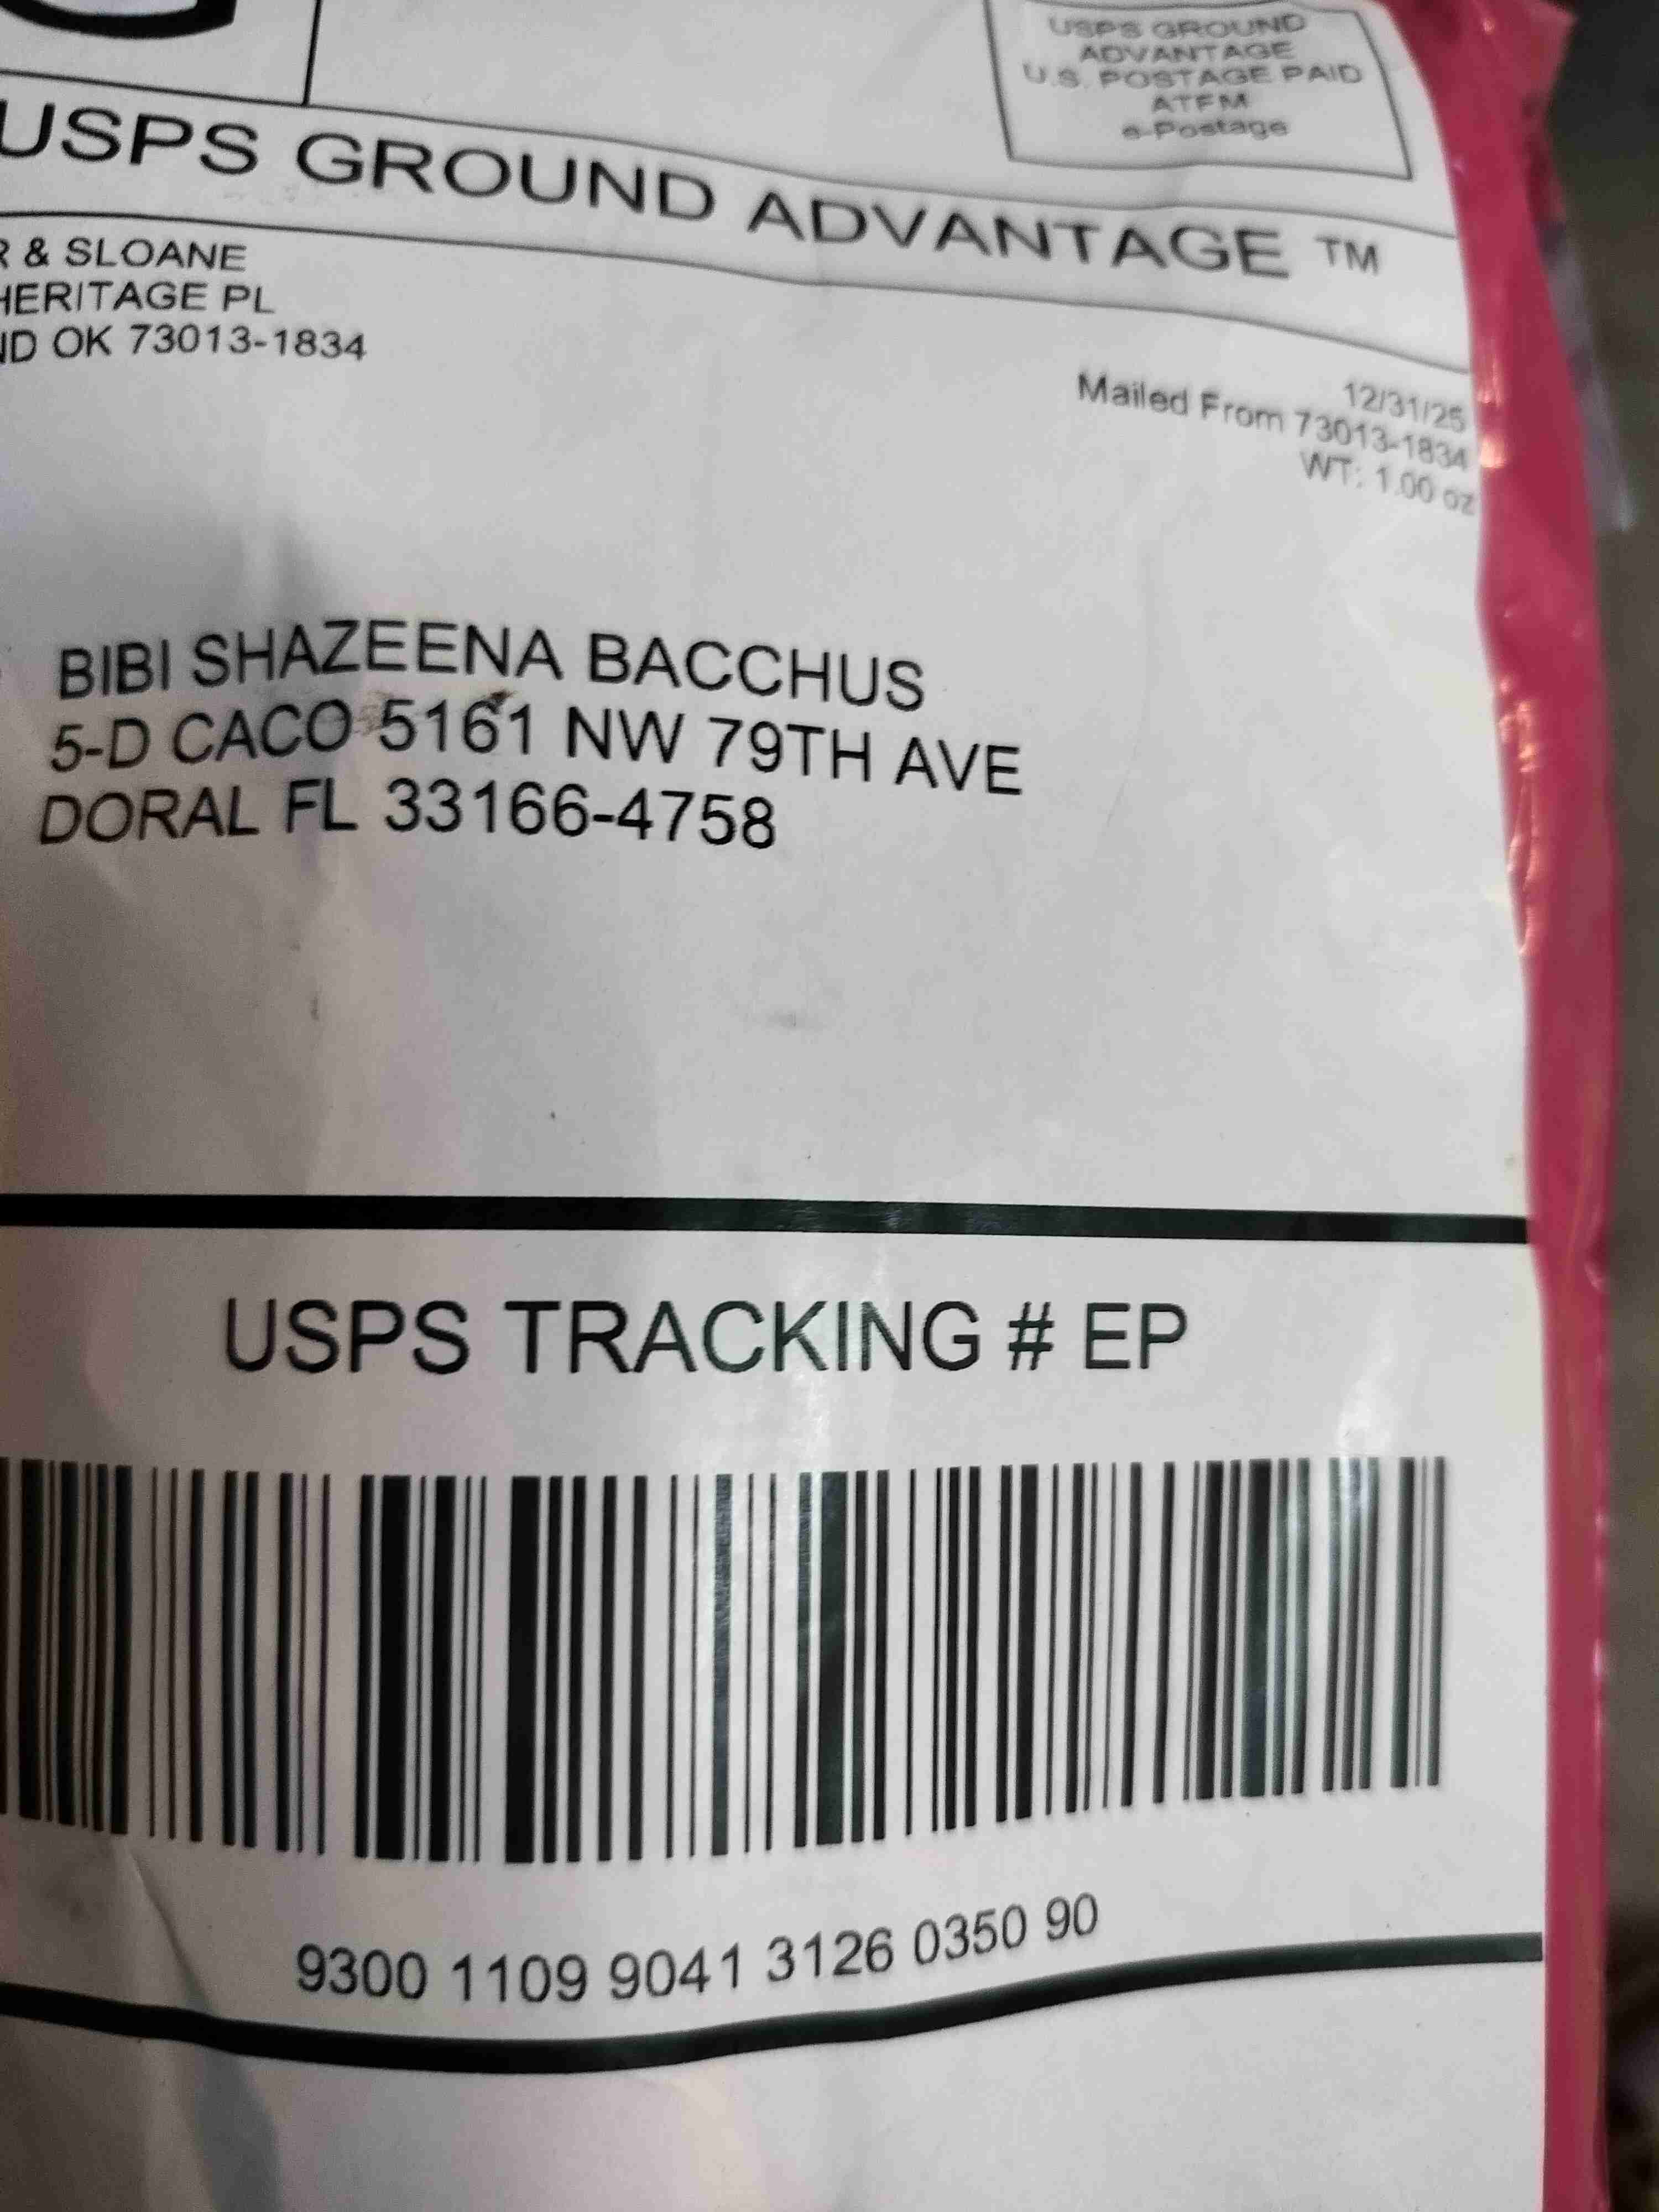 USPS GROUND
ADVANTAGE
U.S. POSTAGE PAID
ATFM
e-Postage
USPS GROUND ADVANTAGE ™
R & SLOANE
HERITAGE PL
ND OK 73013-1834
12/31/25
Mailed From 73013-1834
WT: 1.00 oz
BIBI SHAZEENA BACCHUS
5-D CACO 5161 NW 79TH AVE
DORAL FL 33166-4758
USPS TRACKING # EP
9300 1109 9041 3126 0350 90